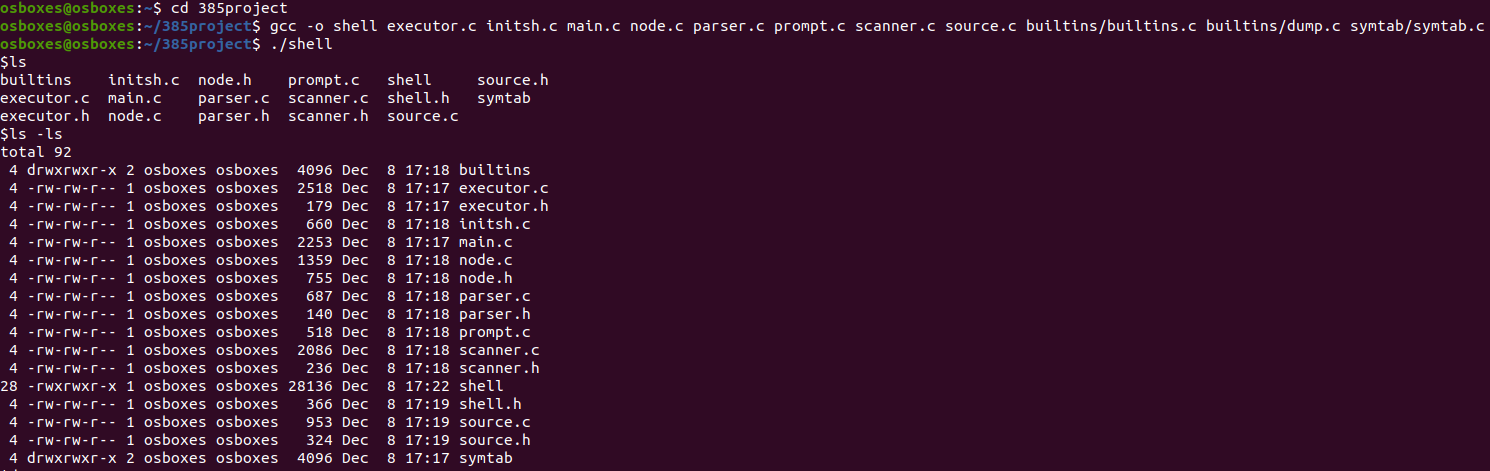 osboxes@osboxes:~$ cd 385project
osboxes@osboxes:~/385project$ gcc -o shell executor.c initsh.c main.c node.c parser.c prompt.c scanner.c source.c builtins/builtins.c builtins/dump.c symtab/symtab.c
osboxes@osboxes:~/385project$ ./shell
$ls
builtins    initsh.c  node.h    prompt.c   shell     source.h
executor.c  main.c    parser.c  scanner.c  shell.h   symtab
executor.h  node.c    parser.h  scanner.h  source.c
$ls -ls
total 92
 4 drwxrwxr-x 2 osboxes osboxes  4096 Dec  8 17:18 builtins
 4 -rw-rw-r-- 1 osboxes osboxes  2518 Dec  8 17:17 executor.c
 4 -rw-rw-r-- 1 osboxes osboxes   179 Dec  8 17:17 executor.h
 4 -rw-rw-r-- 1 osboxes osboxes   660 Dec  8 17:18 initsh.c
 4 -rw-rw-r-- 1 osboxes osboxes  2253 Dec  8 17:17 main.c
 4 -rw-rw-r-- 1 osboxes osboxes  1359 Dec  8 17:18 node.c
 4 -rw-rw-r-- 1 osboxes osboxes   755 Dec  8 17:18 node.h
 4 -rw-rw-r-- 1 osboxes osboxes   687 Dec  8 17:18 parser.c
 4 -rw-rw-r-- 1 osboxes osboxes   140 Dec  8 17:18 parser.h
 4 -rw-rw-r-- 1 osboxes osboxes   518 Dec  8 17:18 prompt.c
 4 -rw-rw-r-- 1 osboxes osboxes  2086 Dec  8 17:18 scanner.c
 4 -rw-rw-r-- 1 osboxes osboxes   236 Dec  8 17:18 scanner.h
28 -rwxrwxr-x 1 osboxes osboxes 28136 Dec  8 17:22 shell
 4 -rw-rw-r-- 1 osboxes osboxes   366 Dec  8 17:19 shell.h
 4 -rw-rw-r-- 1 osboxes osboxes   953 Dec  8 17:19 source.c
 4 -rw-rw-r-- 1 osboxes osboxes   324 Dec  8 17:19 source.h
 4 drwxrwxr-x 2 osboxes osboxes  4096 Dec  8 17:17 symtab